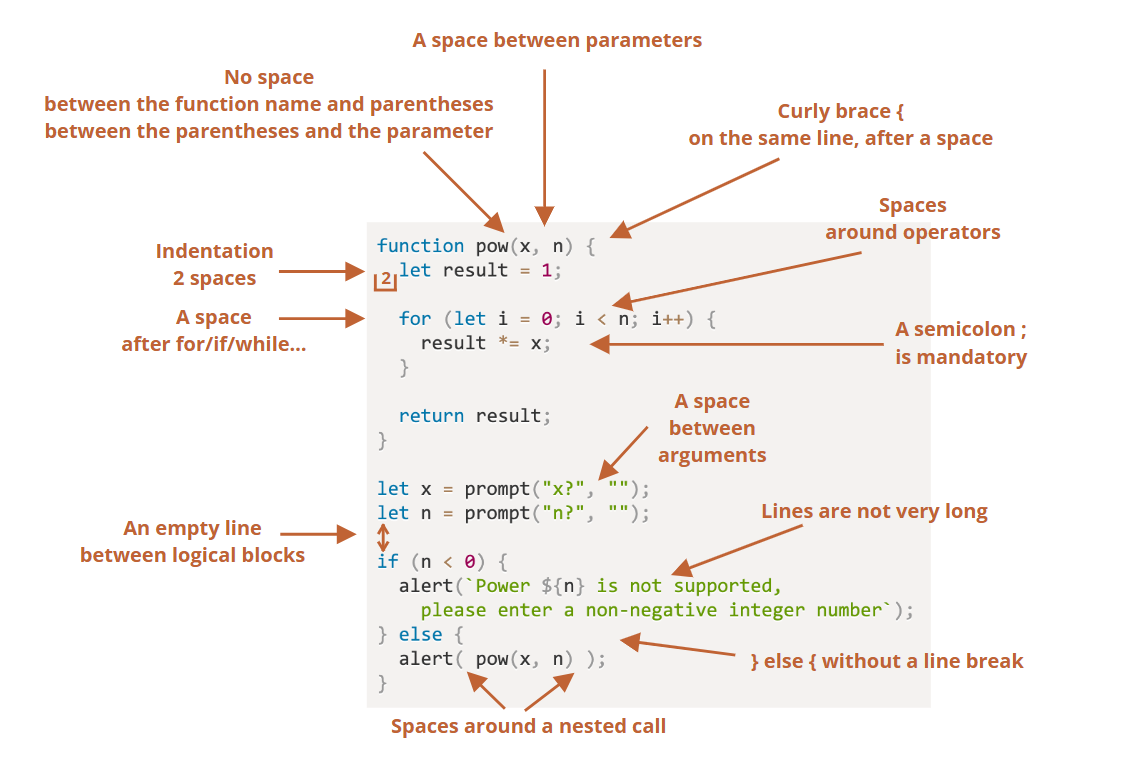 A space between parameters
No space
between the function name and parentheses
between the parentheses and the parameter
Curly brace {
on the same line, after a space
Spaces
around operators
Indentation
2 spaces
A space
after for/if/while...
function pow(x, n) {
2
  let result = 1;

  for (let i = 0; i < n; i++) {
    result *= x;
  }

  return result;
}

let x = prompt("x?", "");
let n = prompt("n?", "");

if (n < 0) {
  alert(`Power ${n} is not supported,
    please enter a non-negative integer number`);
} else {
  alert( pow(x, n) );
}
A semicolon ;
is mandatory
A space
between
arguments
An empty line
between logical blocks
Lines are not very long
} else { without a line break
Spaces around a nested call